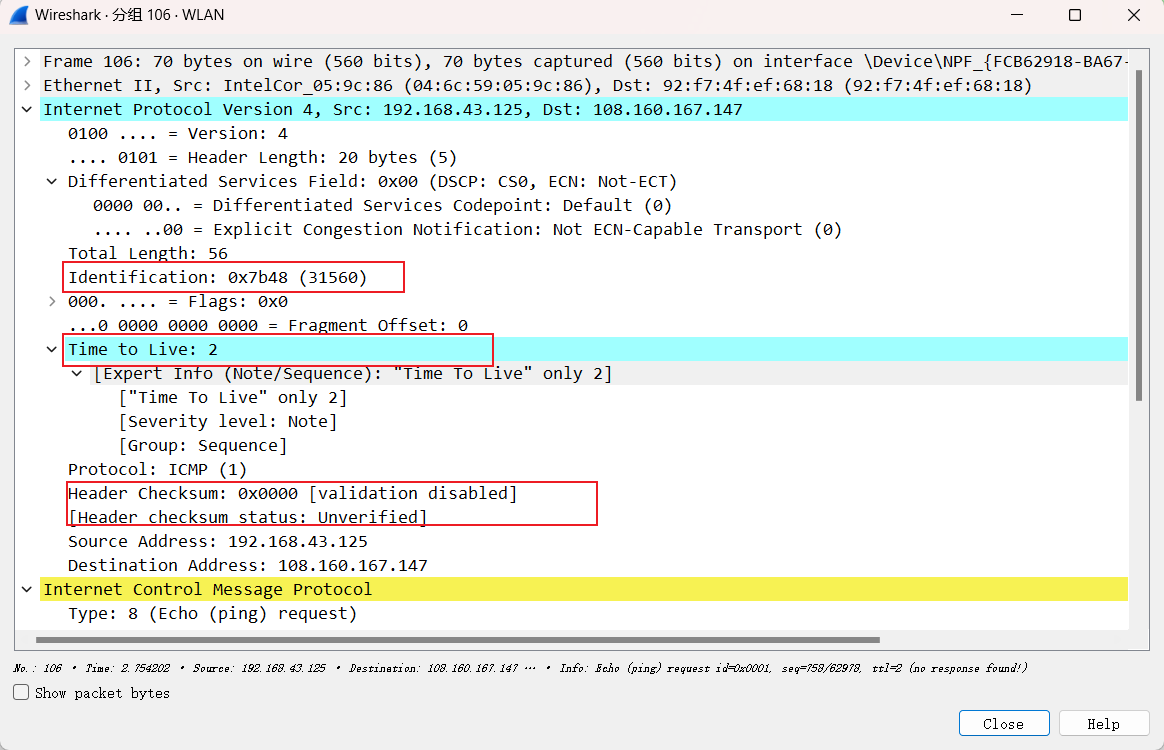 Wireshark · 分组 106 · WLAN
Frame 106: 70 bytes on wire (560 bits), 70 bytes captured (560 bits) on interface \Device\NPF_{FCB62918-BA67-
Ethernet II, Src: IntelCor_05:9c:86 (04:6c:59:05:9c:86), Dst: 92:f7:4f:ef:68:18 (92:f7:4f:ef:68:18)
Internet Protocol Version 4, Src: 192.168.43.125, Dst: 108.160.167.147
0100 .... = Version: 4
.... 0101 = Header Length: 20 bytes (5)
Differentiated Services Field: 0x00 (DSCP: CS0, ECN: Not-ECT)
0000 00.. = Differentiated Services Codepoint: Default (0)
.... ..00 = Explicit Congestion Notification: Not ECN-Capable Transport (0)
Total Length: 56
Identification: 0x7b48 (31560)
000. .... = Flags: 0x0
...0 0000 0000 0000 = Fragment Offset: 0
Time to Live: 2
[Expert Info (Note/Sequence): "Time To Live" only 2]
["Time To Live" only 2]
[Severity level: Note]
[Group: Sequence]
Protocol: ICMP (1)
Header Checksum: 0x0000 [validation disabled]
[Header checksum status: Unverified]
Source Address: 192.168.43.125
Destination Address: 108.160.167.147
Internet Control Message Protocol
Type: 8 (Echo (ping) request)
No.: 106 · Time: 2.754202 · Source: 192.168.43.125 · Destination: 108.160.167.147 ··· · Info: Echo (ping) request id=0x0001, seq=758/62978, ttl=2 (no response found!)
Show packet bytes
Close Help